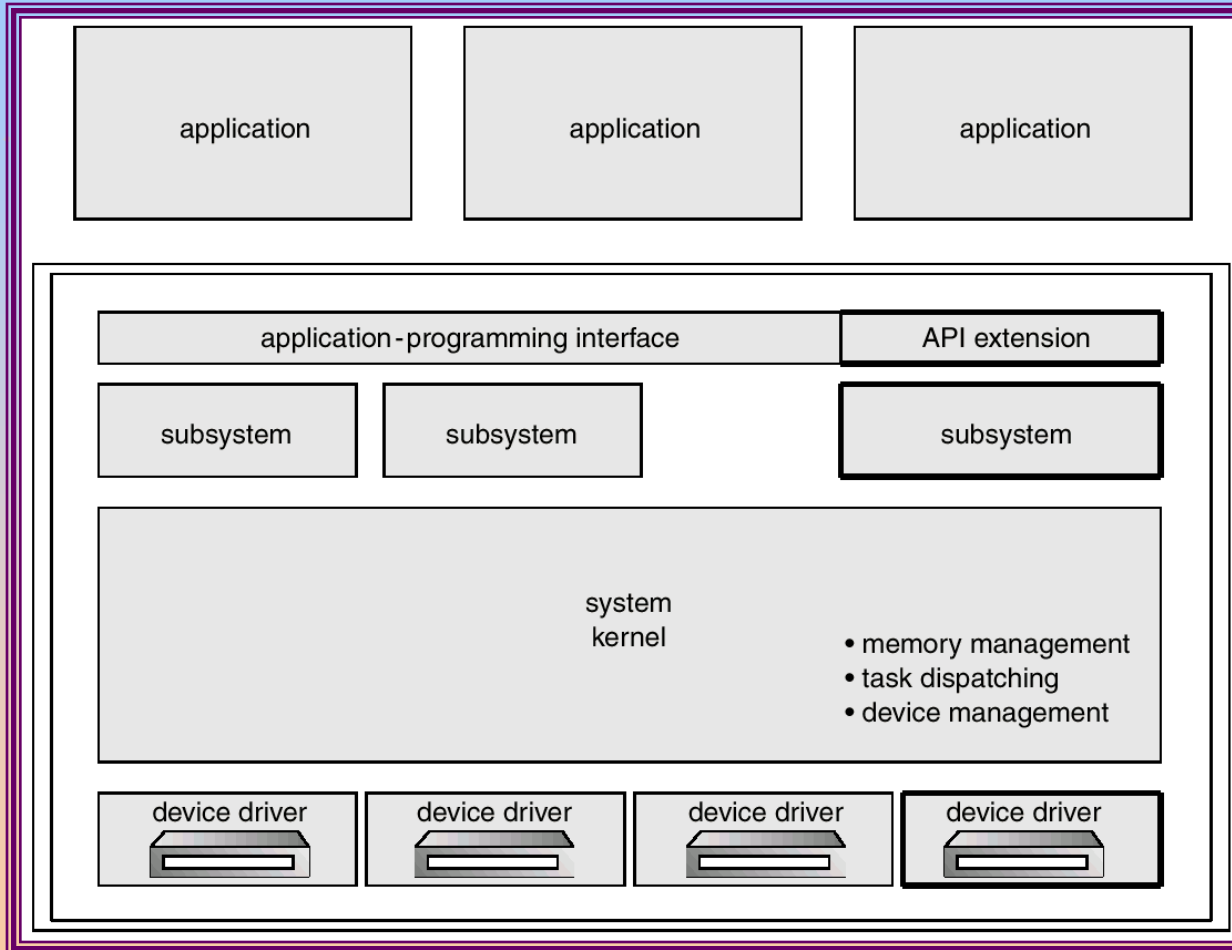 application
application
application
application-programming interface
API extension
subsystem
subsystem
subsystem
system
kernel
• memory management
• task dispatching
• device management
device driver
device driver
device driver
device driver